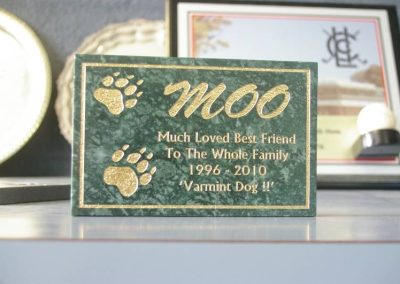 MOO
Much Loved Best Friend
To The Whole Family
1996 - 2010
'Varmint Dog !!'